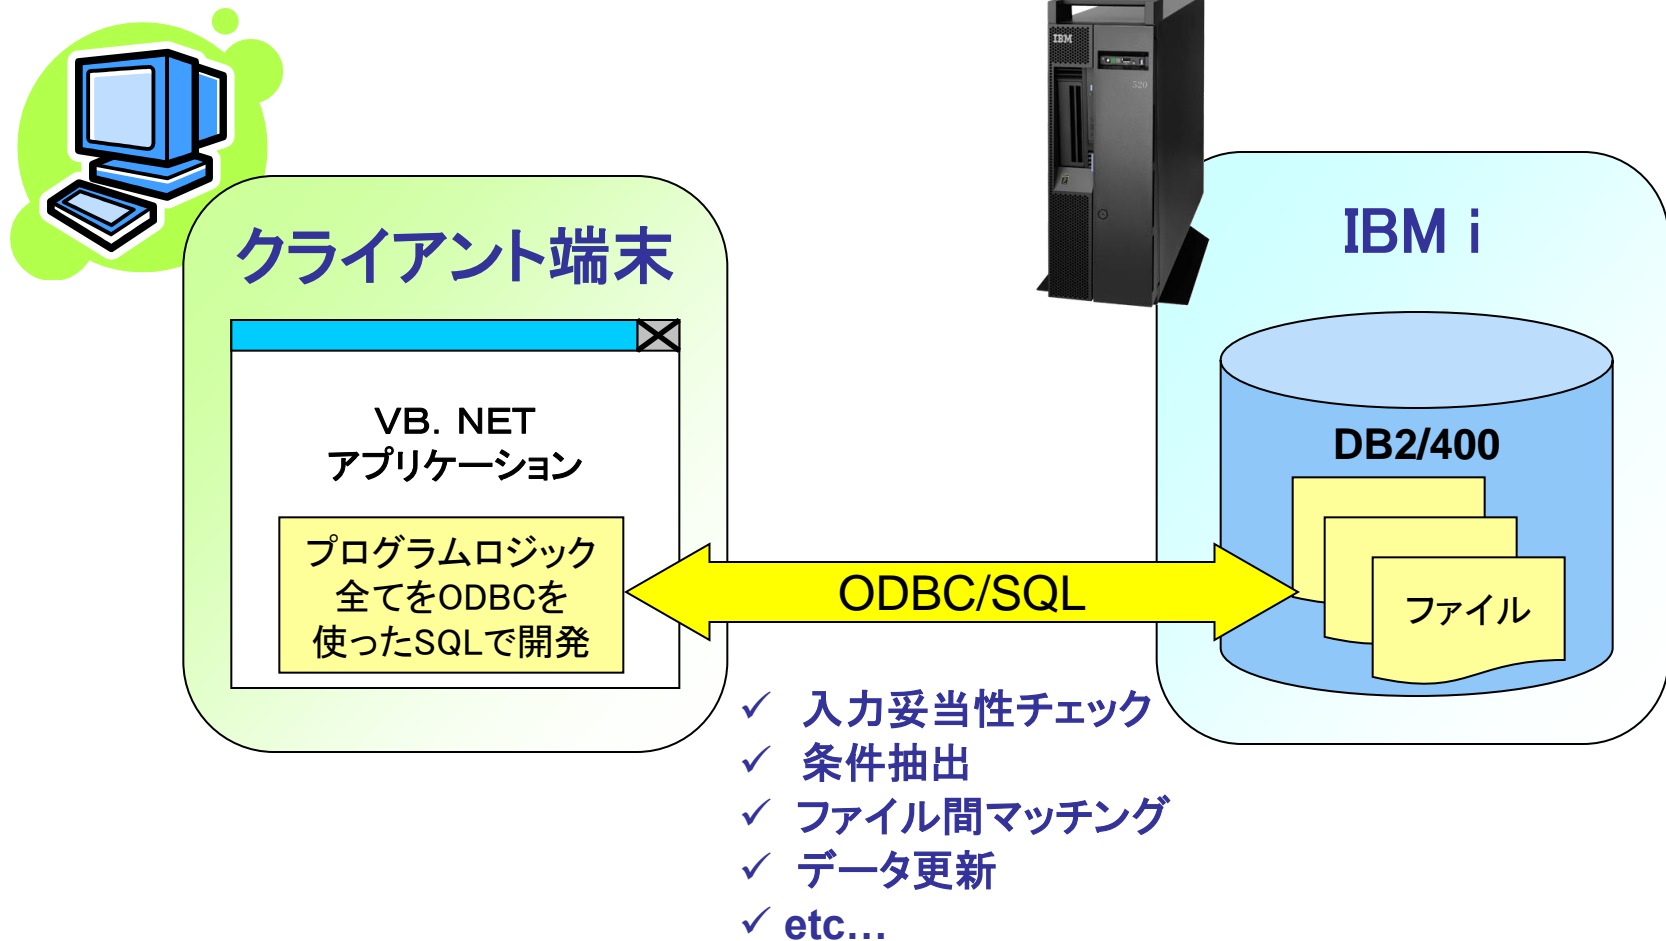 IBM
520
クライアント端末
IBM i
VB．NET
アプリケーション
DB2/400
プログラムロジック
全てをODBCを
使ったSQLで開発
ODBC/SQL
ファイル
✓ 入力妥当性チェック
✓ 条件抽出
✓ ファイル間マッチング
✓ データ更新
✓ etc…